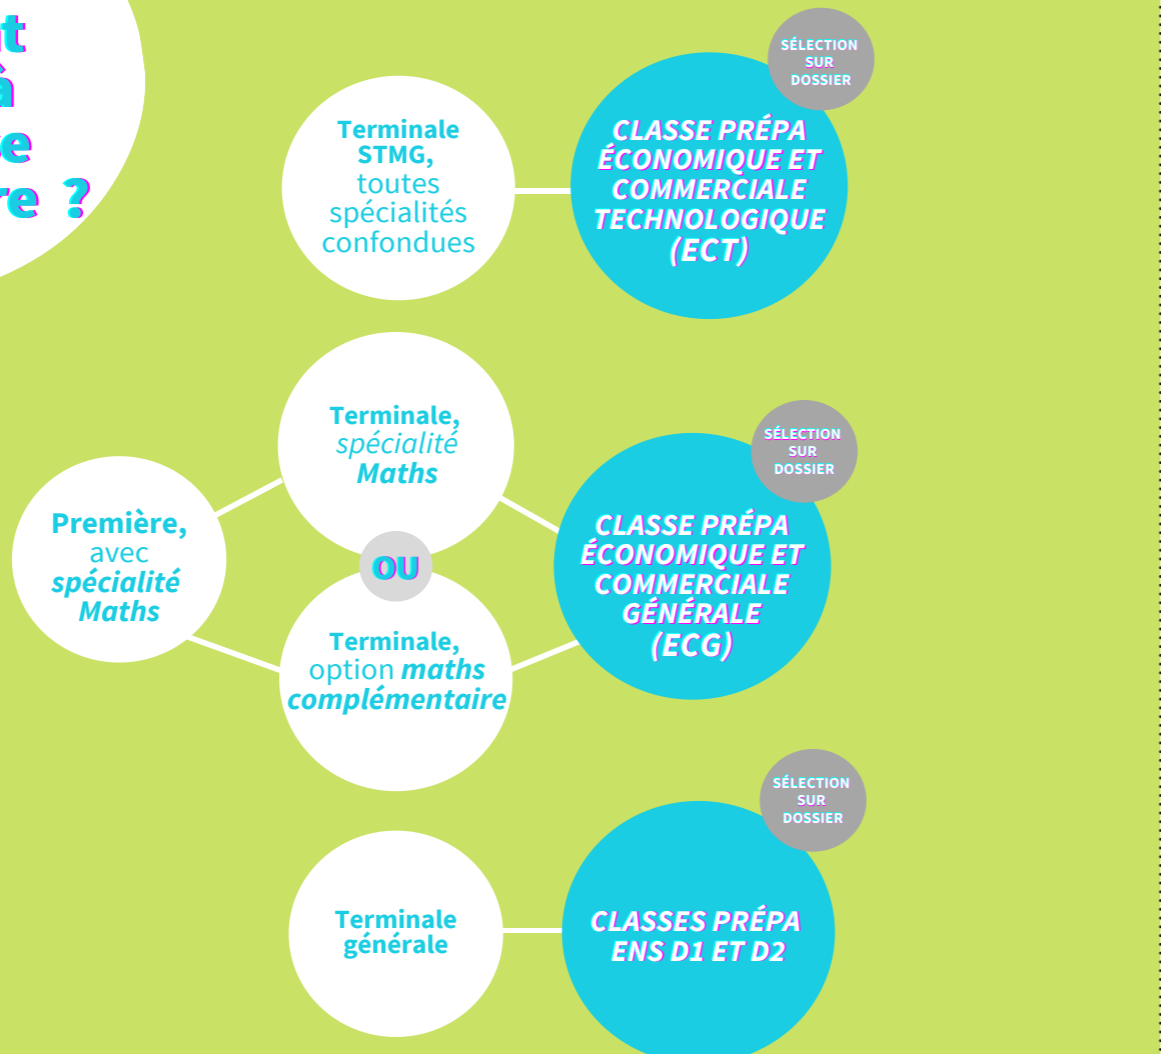 à
?
SÉLECTION
SUR
DOSSIER
Terminale
STMG,
toutes
spécialités
confondues
CLASSE PRÉPA
ÉCONOMIQUE ET
COMMERCIALE
TECHNOLOGIQUE
(ECT)
Première,
avec
spécialité
Maths
Terminale,
spécialité
Maths
OU
Terminale,
option maths
complémentaire
SÉLECTION
SUR
DOSSIER
CLASSE PRÉPA
ÉCONOMIQUE ET
COMMERCIALE
GÉNÉRALE
(ECG)
Terminale
générale
SÉLECTION
SUR
DOSSIER
CLASSES PRÉPA
ENS D1 ET D2